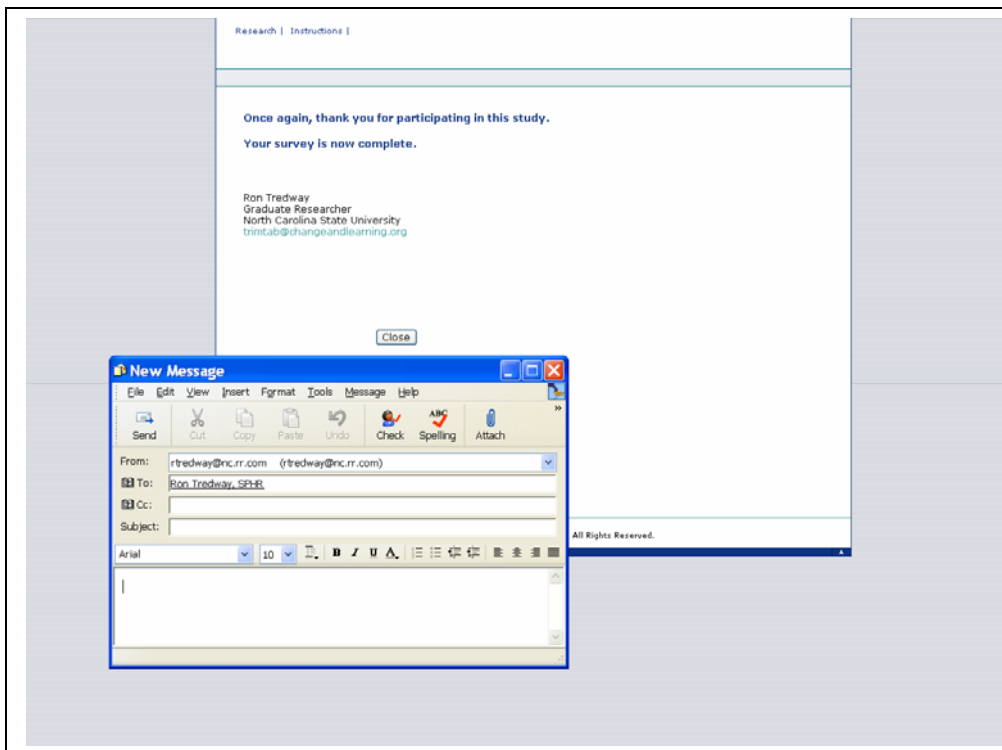 Research | Instructions |
Once again, thank you for participating in this study.
Your survey is now complete.
Ron Tredway
Graduate Researcher
North Carolina State University
trimtab@changeandlearning.org
Close
New Message
File Edit View Insert Format Tools Message Help
Send Cut Copy Paste Undo Check Spelling Attach
From: rtredway@nc.rr.com (rtredway@nc.rr.com)
To: Ron Tredway, SPHR
Cc:
Subject:
All Rights Reserved.
Arial 10 B I U A